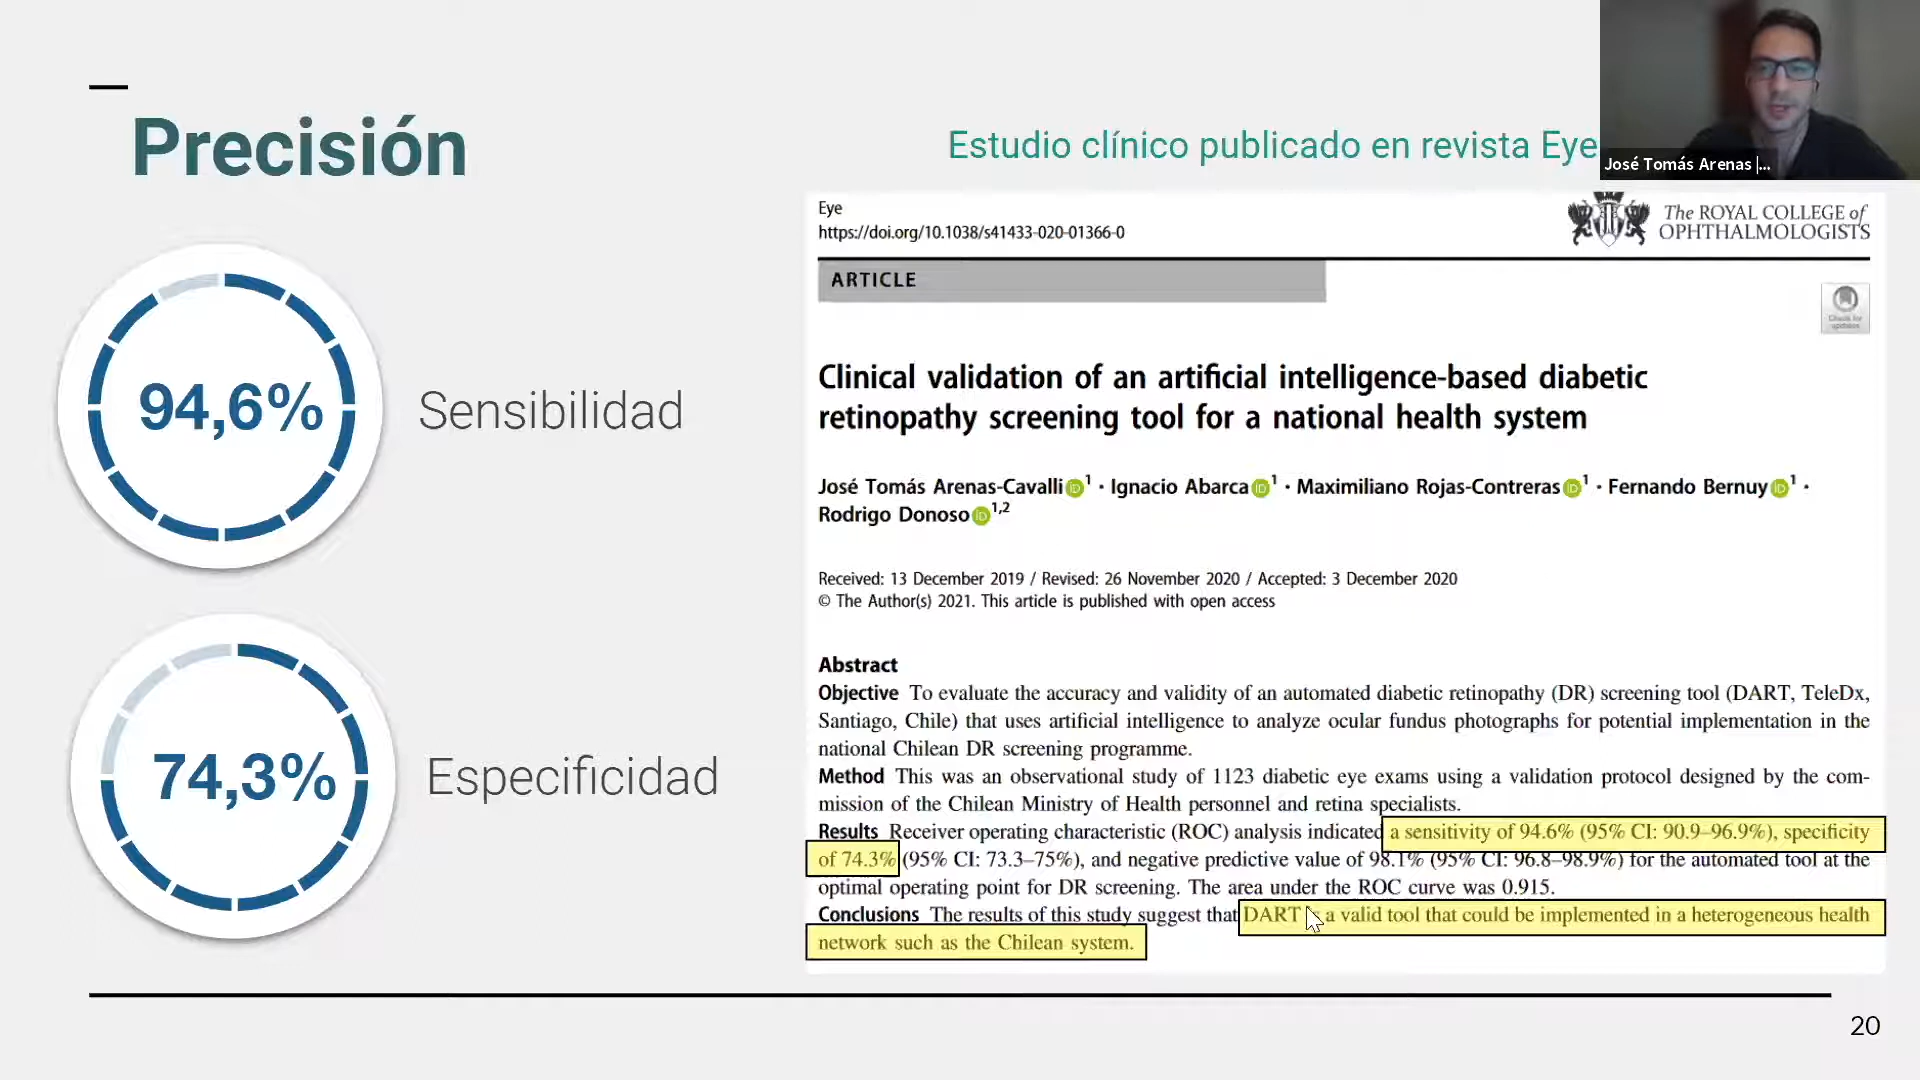 Precisión
Estudio clínico publicado en revista Eye
José Tomás Arenas |...
94,6%
Sensibilidad
74,3%
Especificidad
Eye
https://doi.org/10.1038/s41433-020-01366-0
The ROYAL COLLEGE of
OPHTHALMOLOGISTS
ARTICLE
Check for
updates
Clinical validation of an artificial intelligence-based diabetic
retinopathy screening tool for a national health system
José Tomás Arenas-Cavalli iD 1 · Ignacio Abarca iD 1 · Maximiliano Rojas-Contreras iD 1 · Fernando Bernuy iD 1 ·
Rodrigo Donoso iD 1,2
Received: 13 December 2019 / Revised: 26 November 2020 / Accepted: 3 December 2020
© The Author(s) 2021. This article is published with open access
Abstract
Objective To evaluate the accuracy and validity of an automated diabetic retinopathy (DR) screening tool (DART, TeleDx,
Santiago, Chile) that uses artificial intelligence to analyze ocular fundus photographs for potential implementation in the
national Chilean DR screening programme.
Method This was an observational study of 1123 diabetic eye exams using a validation protocol designed by the com-
mission of the Chilean Ministry of Health personnel and retina specialists.
Results Receiver operating characteristic (ROC) analysis indicated a sensitivity of 94.6% (95% CI: 90.9–96.9%), specificity
of 74.3% (95% CI: 73.3–75%), and negative predictive value of 98.1% (95% CI: 96.8–98.9%) for the automated tool at the
optimal operating point for DR screening. The area under the ROC curve was 0.915.
Conclusions The results of this study suggest that DART is a valid tool that could be implemented in a heterogeneous health
network such as the Chilean system.
20